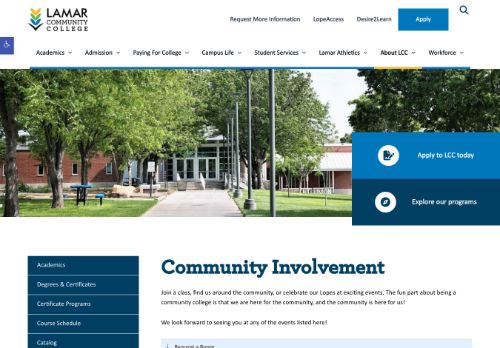 LAMAR
COMMUNITY
COLLEGE
Request More Information LopeAccess Desire2Learn Apply
Academics Admission Paying For College Campus Life Student Services Lamar Athletics About LCC Workforce
Apply to LCC today
Explore our programs
Academics
Degrees & Certificates
Certificate Programs
Course Schedule
Catalog
Community Involvement
Join a class, find us around the community, or celebrate our Lopes at exciting events. The fun part about being a
community college is that we are here for the community, and the community is here for us!
We look forward to seeing you at any of the events listed here!
Request a Room